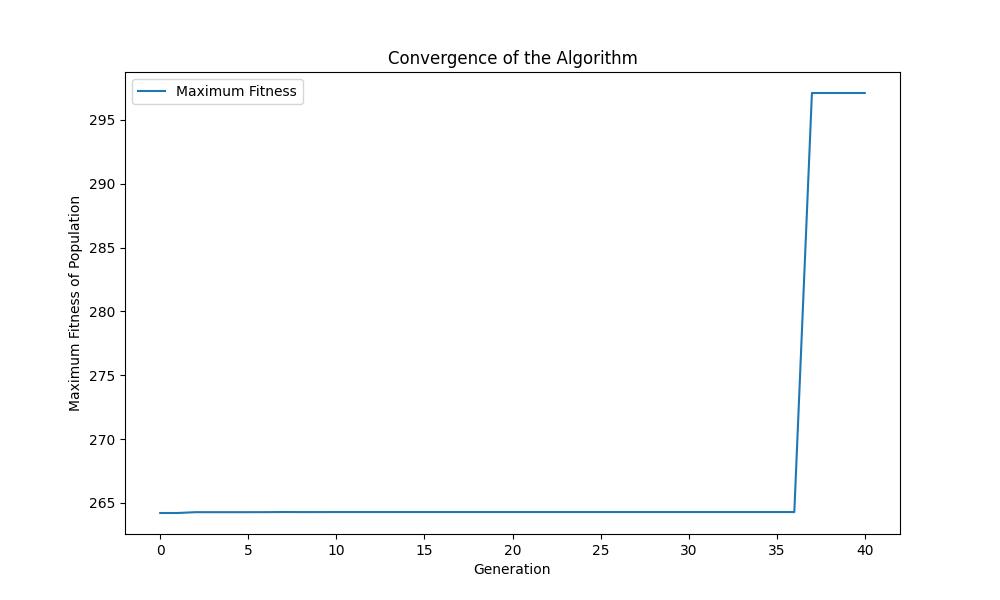 Convergence of the Algorithm
Maximum Fitness
Maximum Fitness of Population
295
290
285
280
275
270
265
0 5 10 15 20 25 30 35 40
Generation